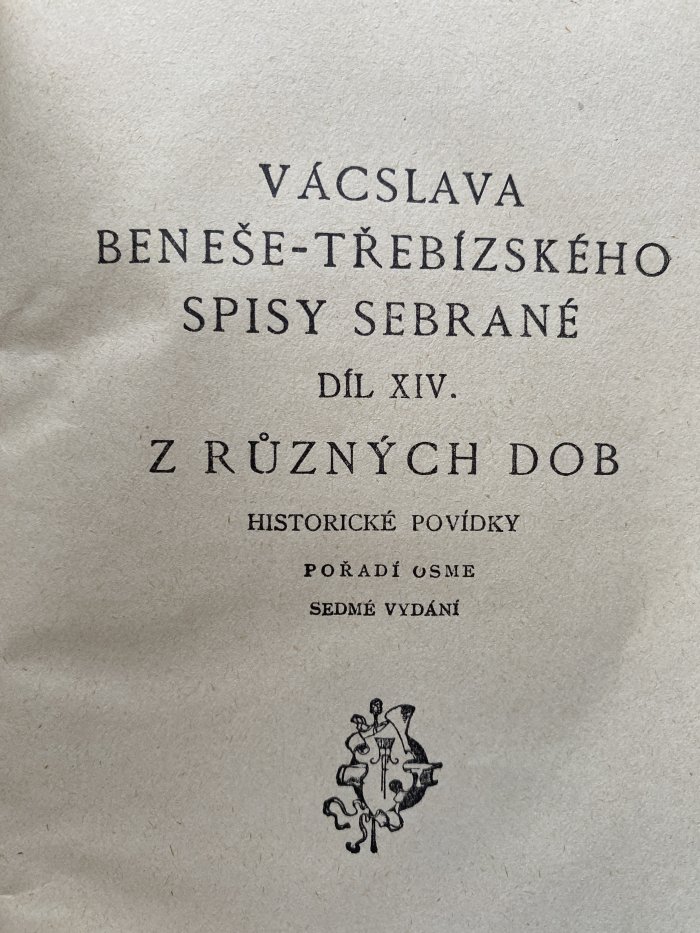 VÁCSLAVA
BENEŠE-TŘEBÍZSKÉHO
SPISY SEBRANÉ
DÍL XIV.
Z RŮZNÝCH DOB
HISTORICKÉ POVÍDKY
POŘADÍ OSME
SEDMÉ VYDÁNÍ